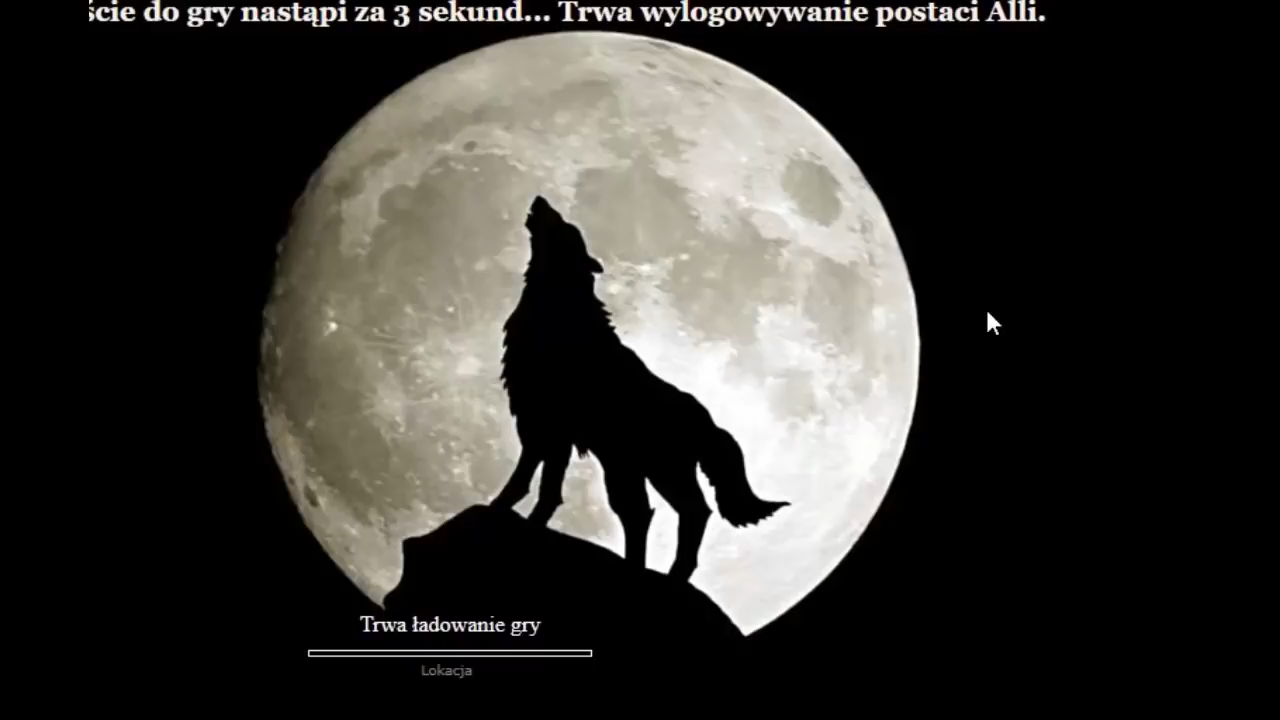 ście do gry nastąpi za 3 sekund... Trwa wylogowywanie postaci Alli.
Trwa ładowanie gry
Lokacja